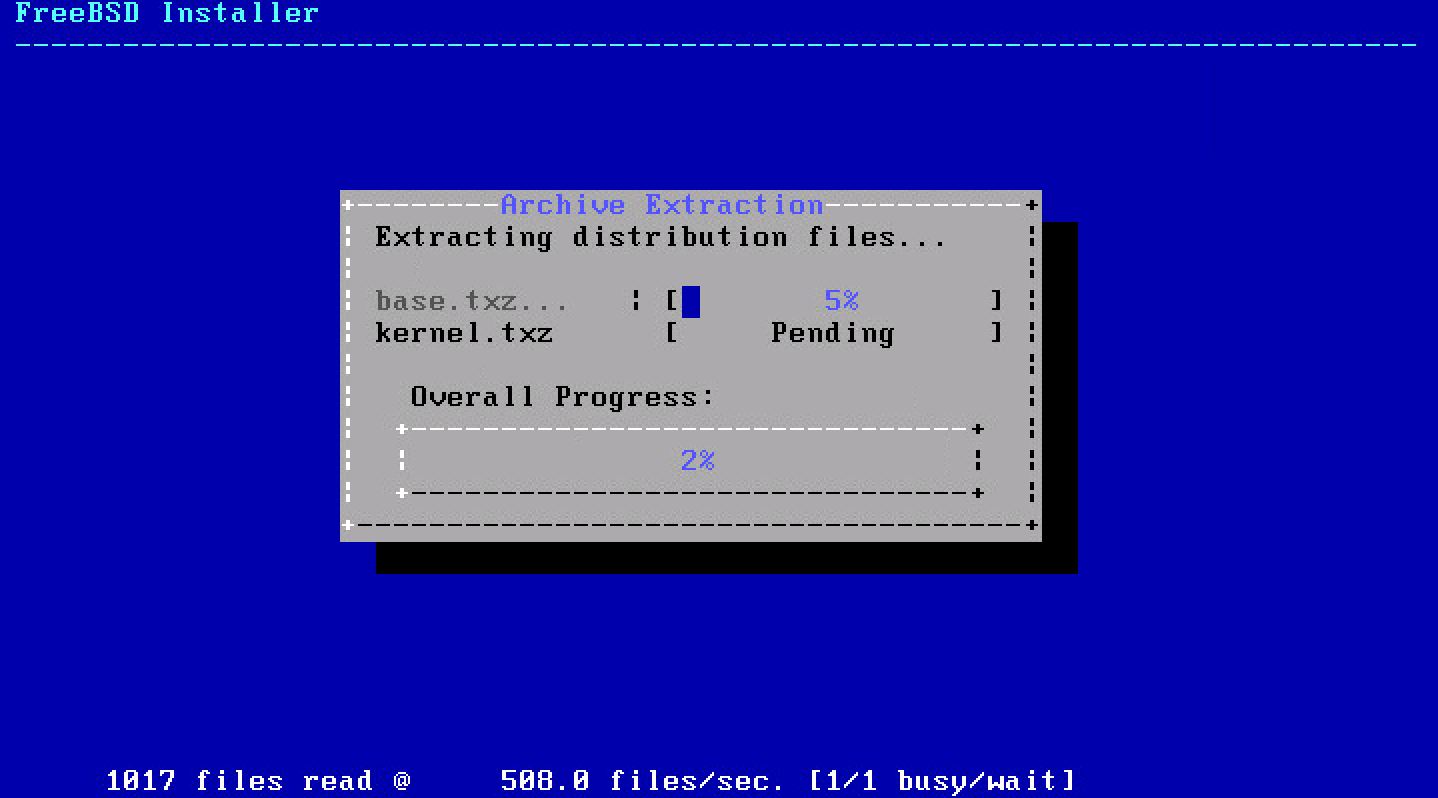 FreeBSD Installer
Archive Extraction
Extracting distribution files...
base.txz... [ 5% ]
kernel.txz [ Pending ]
Overall Progress:
2%
1017 files read @ 508.0 files/sec. [1/1 busy/wait]